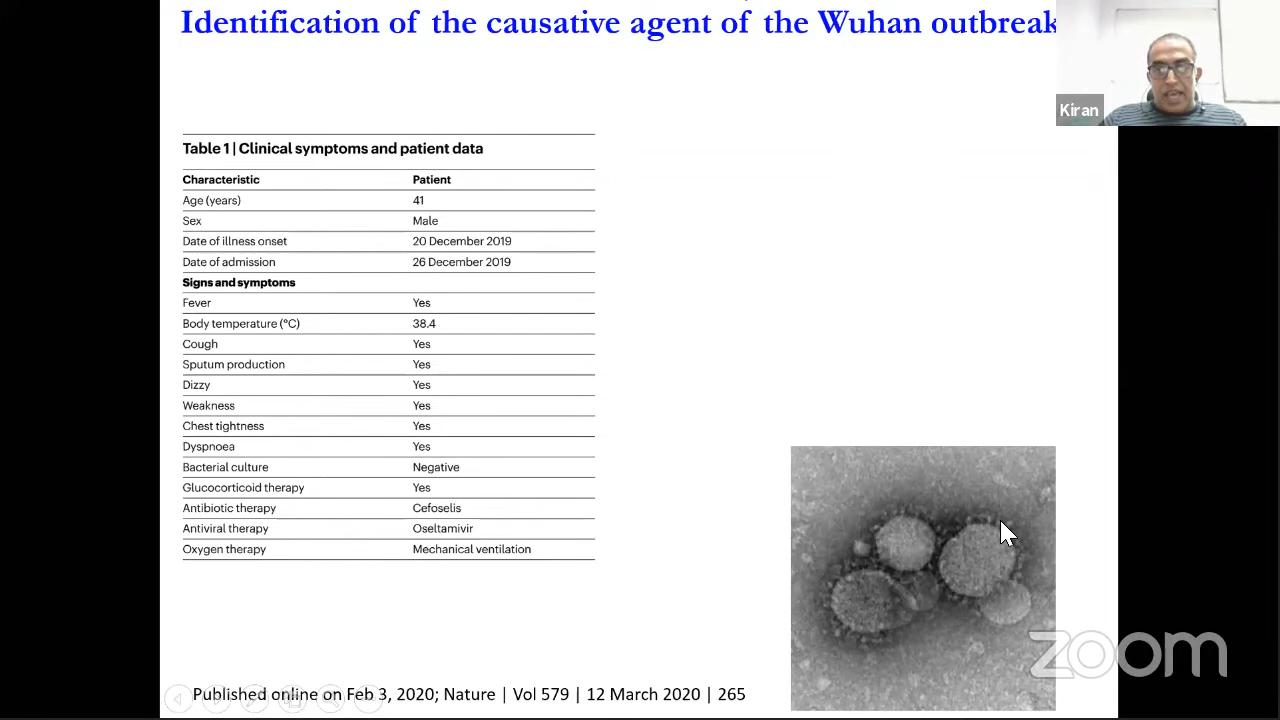 Identification of the causative agent of the Wuhan outbreak
Kiran
Table 1 | Clinical symptoms and patient data
Characteristic Patient
Age (years) 41
Sex Male
Date of illness onset 20 December 2019
Date of admission 26 December 2019
Signs and symptoms
Fever Yes
Body temperature (°C) 38.4
Cough Yes
Sputum production Yes
Dizzy Yes
Weakness Yes
Chest tightness Yes
Dyspnoea Yes
Bacterial culture Negative
Glucocorticoid therapy Yes
Antibiotic therapy Cefoselis
Antiviral therapy Oseltamivir
Oxygen therapy Mechanical ventilation
zoom
Published online on Feb 3, 2020; Nature | Vol 579 | 12 March 2020 | 265